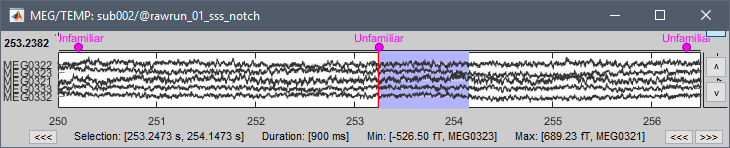 MEG/TEMP: sub002/@rawrun_01_sss_notch
Unfamiliar Unfamiliar Unfamiliar
253.2382
MEG0322
MEG0323
MEG0321
MEG0333
MEG0332
250 251 252 253 254 255 256
<<< Selection: [253.2473 s, 254.1473 s] Duration: [900 ms] Min: [-526.50 fT, MEG0323] Max: [689.23 fT, MEG0321] <<< >>>